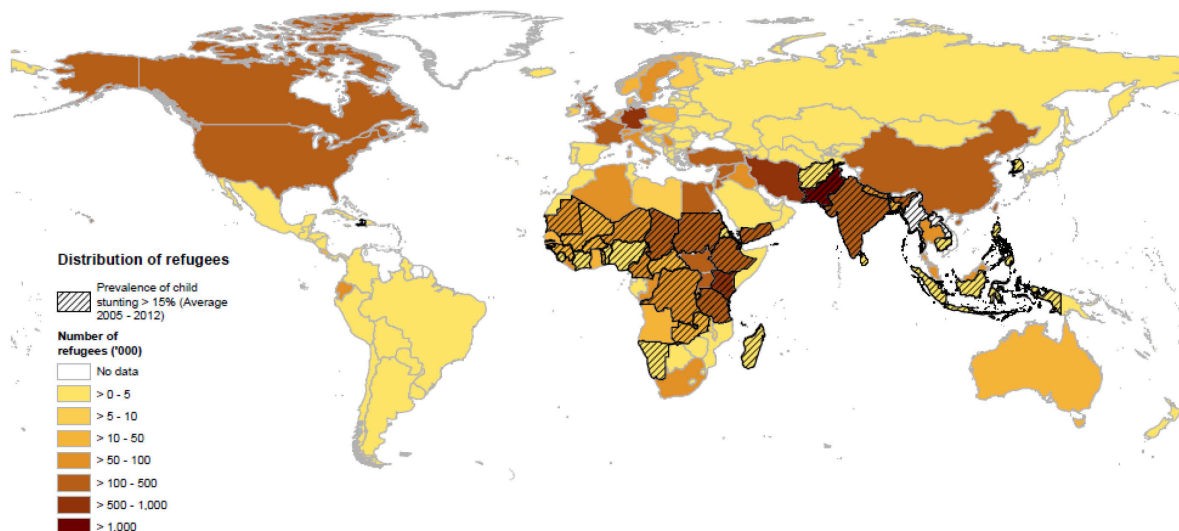 Distribution of refugees
Prevalence of child
stunting > 15% (Average
2005 - 2012)
Number of
refugees ('000)
No data
> 0 - 5
> 5 - 10
> 10 - 50
> 50 - 100
> 100 - 500
> 500 - 1,000
> 1,000